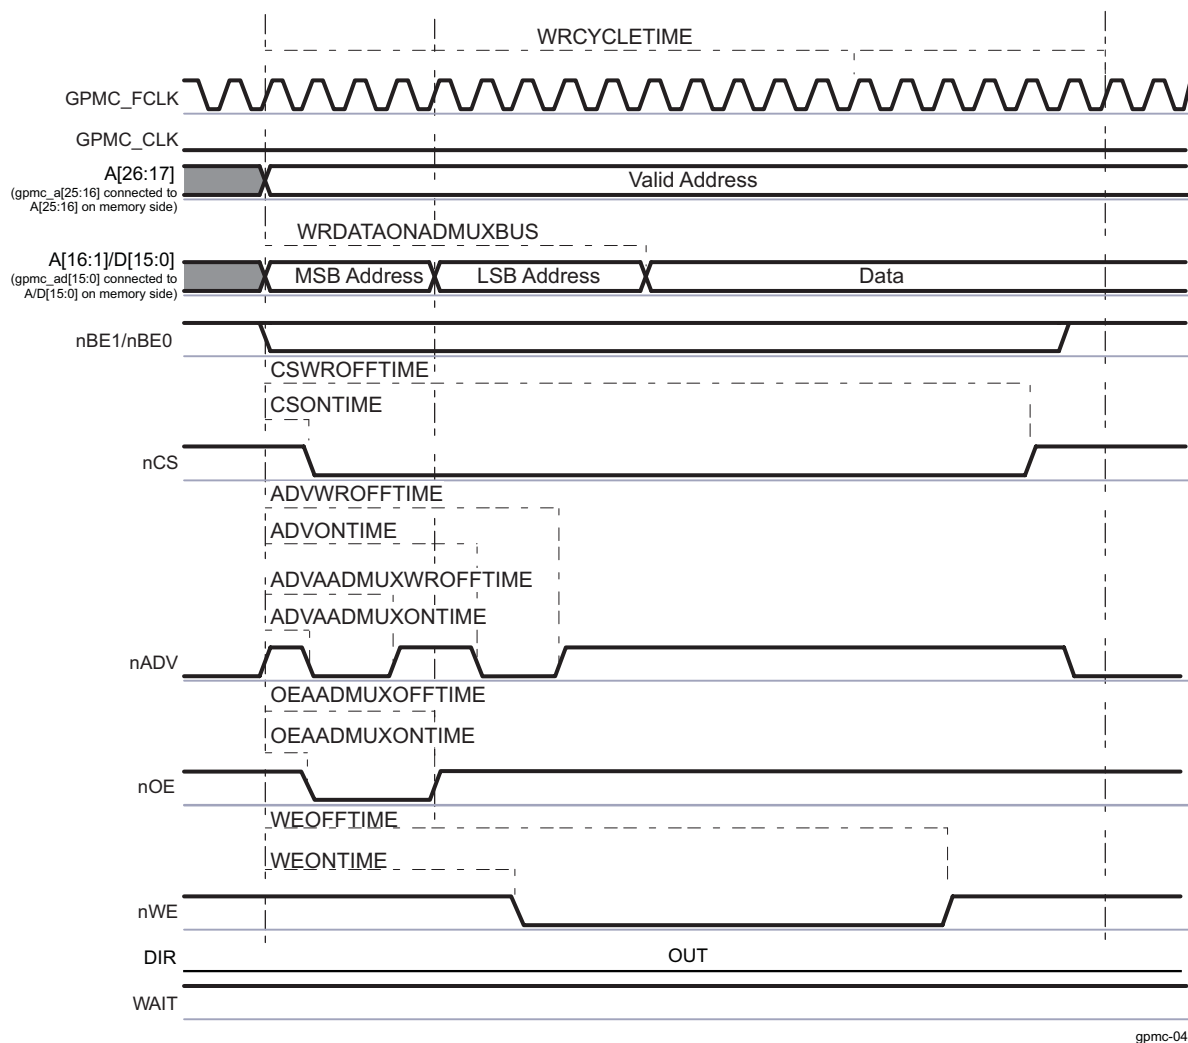 WRCYCLETIME
GPMC_FCLK
GPMC_CLK
A[26:17]
(gpmc_a[25:16] connected to
A[25:16] on memory side)
Valid Address
WRDATAONADMUXBUS
A[16:1]/D[15:0]
(gpmc_ad[15:0] connected to
A/D[15:0] on memory side)
MSB Address
LSB Address
Data
nBE1/nBE0
CSWROFFTIME
CSONTIME
nCS
ADVWROFFTIME
ADVONTIME
ADVAADMUXWROFFTIME
ADVAADMUXONTIME
nADV
OEAADMUXOFFTIME
OEAADMUXONTIME
nOE
WEOFFTIME
WEONTIME
nWE
DIR
OUT
WAIT
gpmc-04